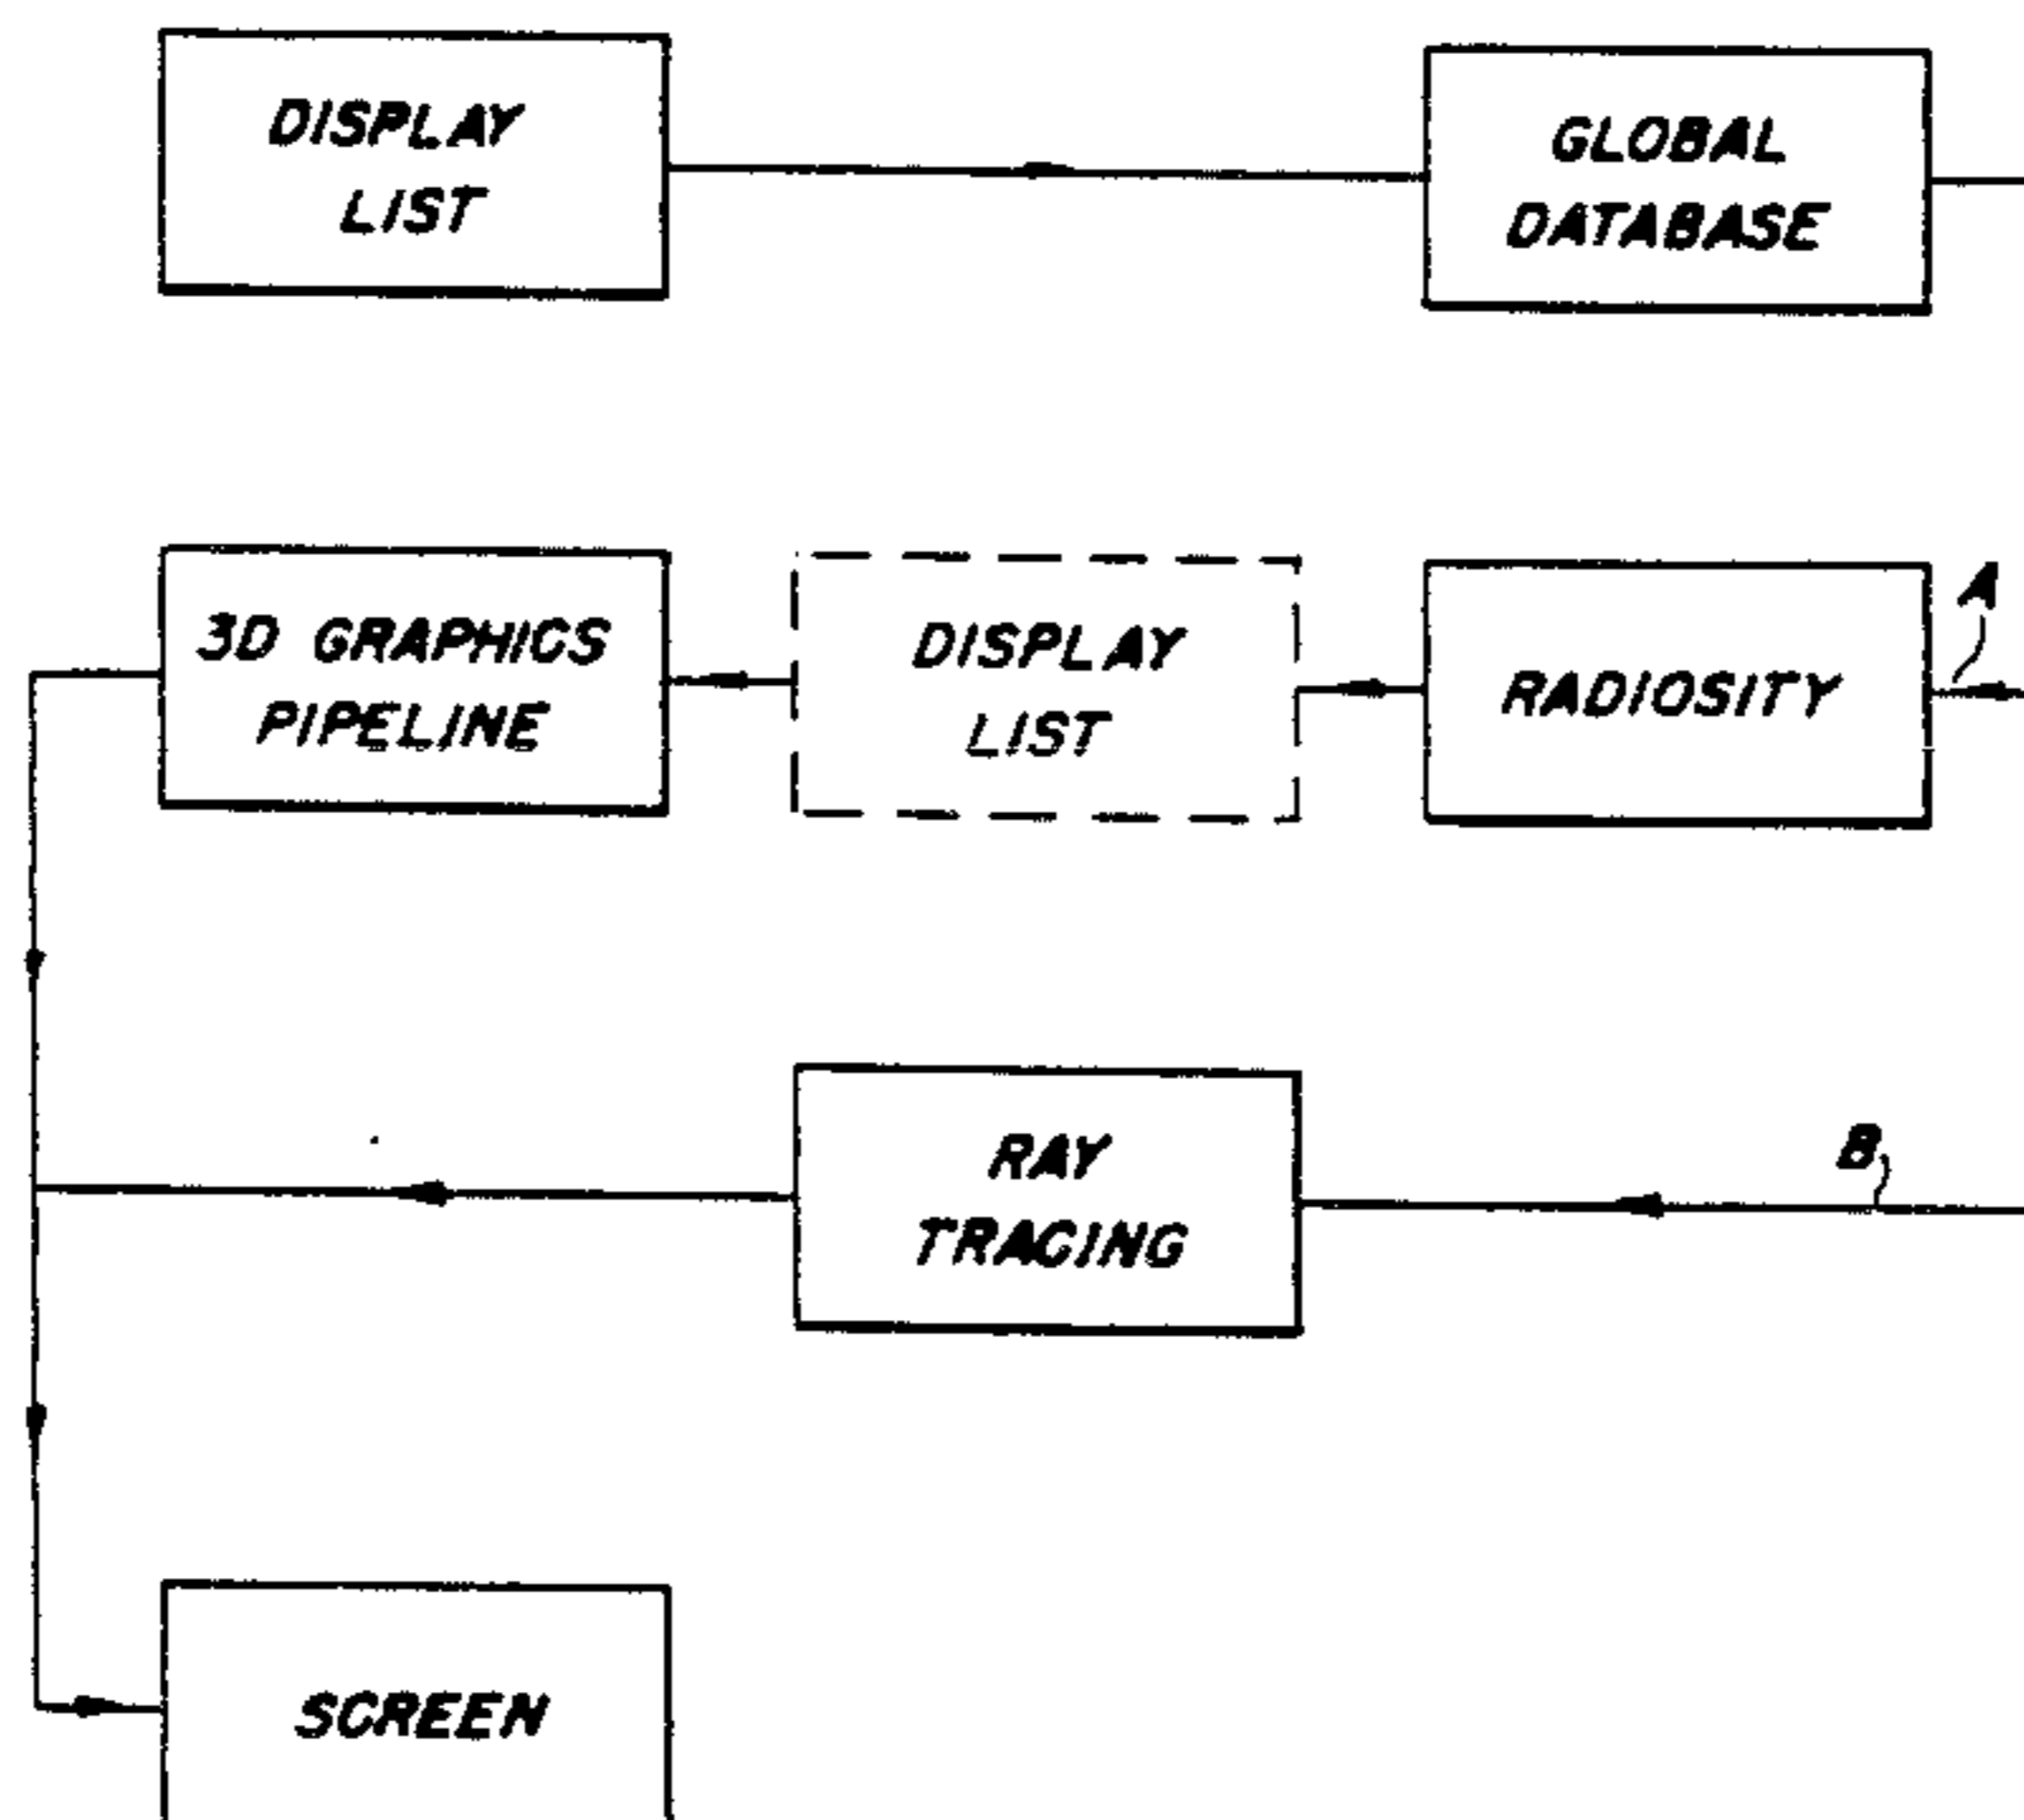 DISPLAY
LIST
GLOBAL
DATABASE
3D GRAPHICS
PIPELINE
DISPLAY
LIST
RADIOSITY
A
RAY
TRACING
B
SCREEN